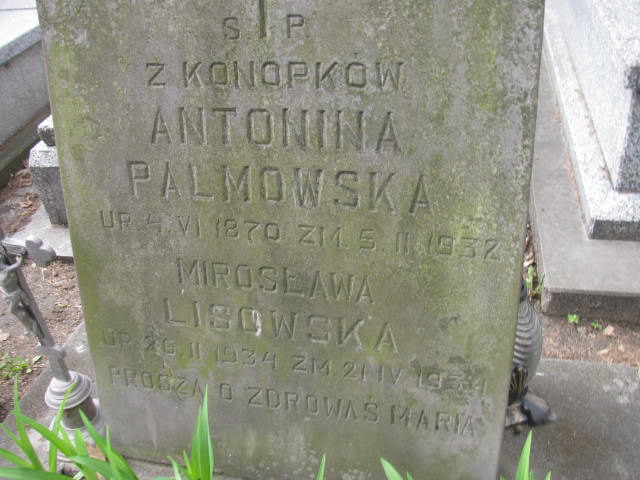 S P
Z KONOPKÓW
ANTONINA
PALMOWSKA
UR. 4 VI 1870 ZM. 5. II. 1932
MIROSŁAWA
LISOWSKA
UR. 26. II 1934 ZM. 21 IV 1934
PROSZĄ O ZDROWAŚ MARIA